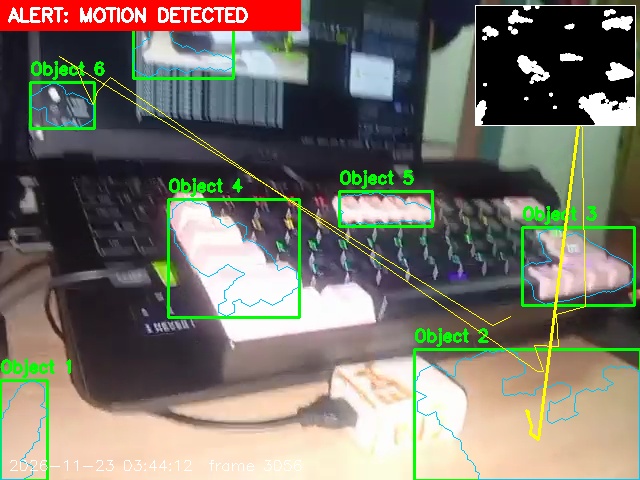 ALERT: MOTION DETECTED
Object 6
Object 5
Object 4
Object 3
Object 2
Object 1
2026-11-23 03:44:12 frame 3056